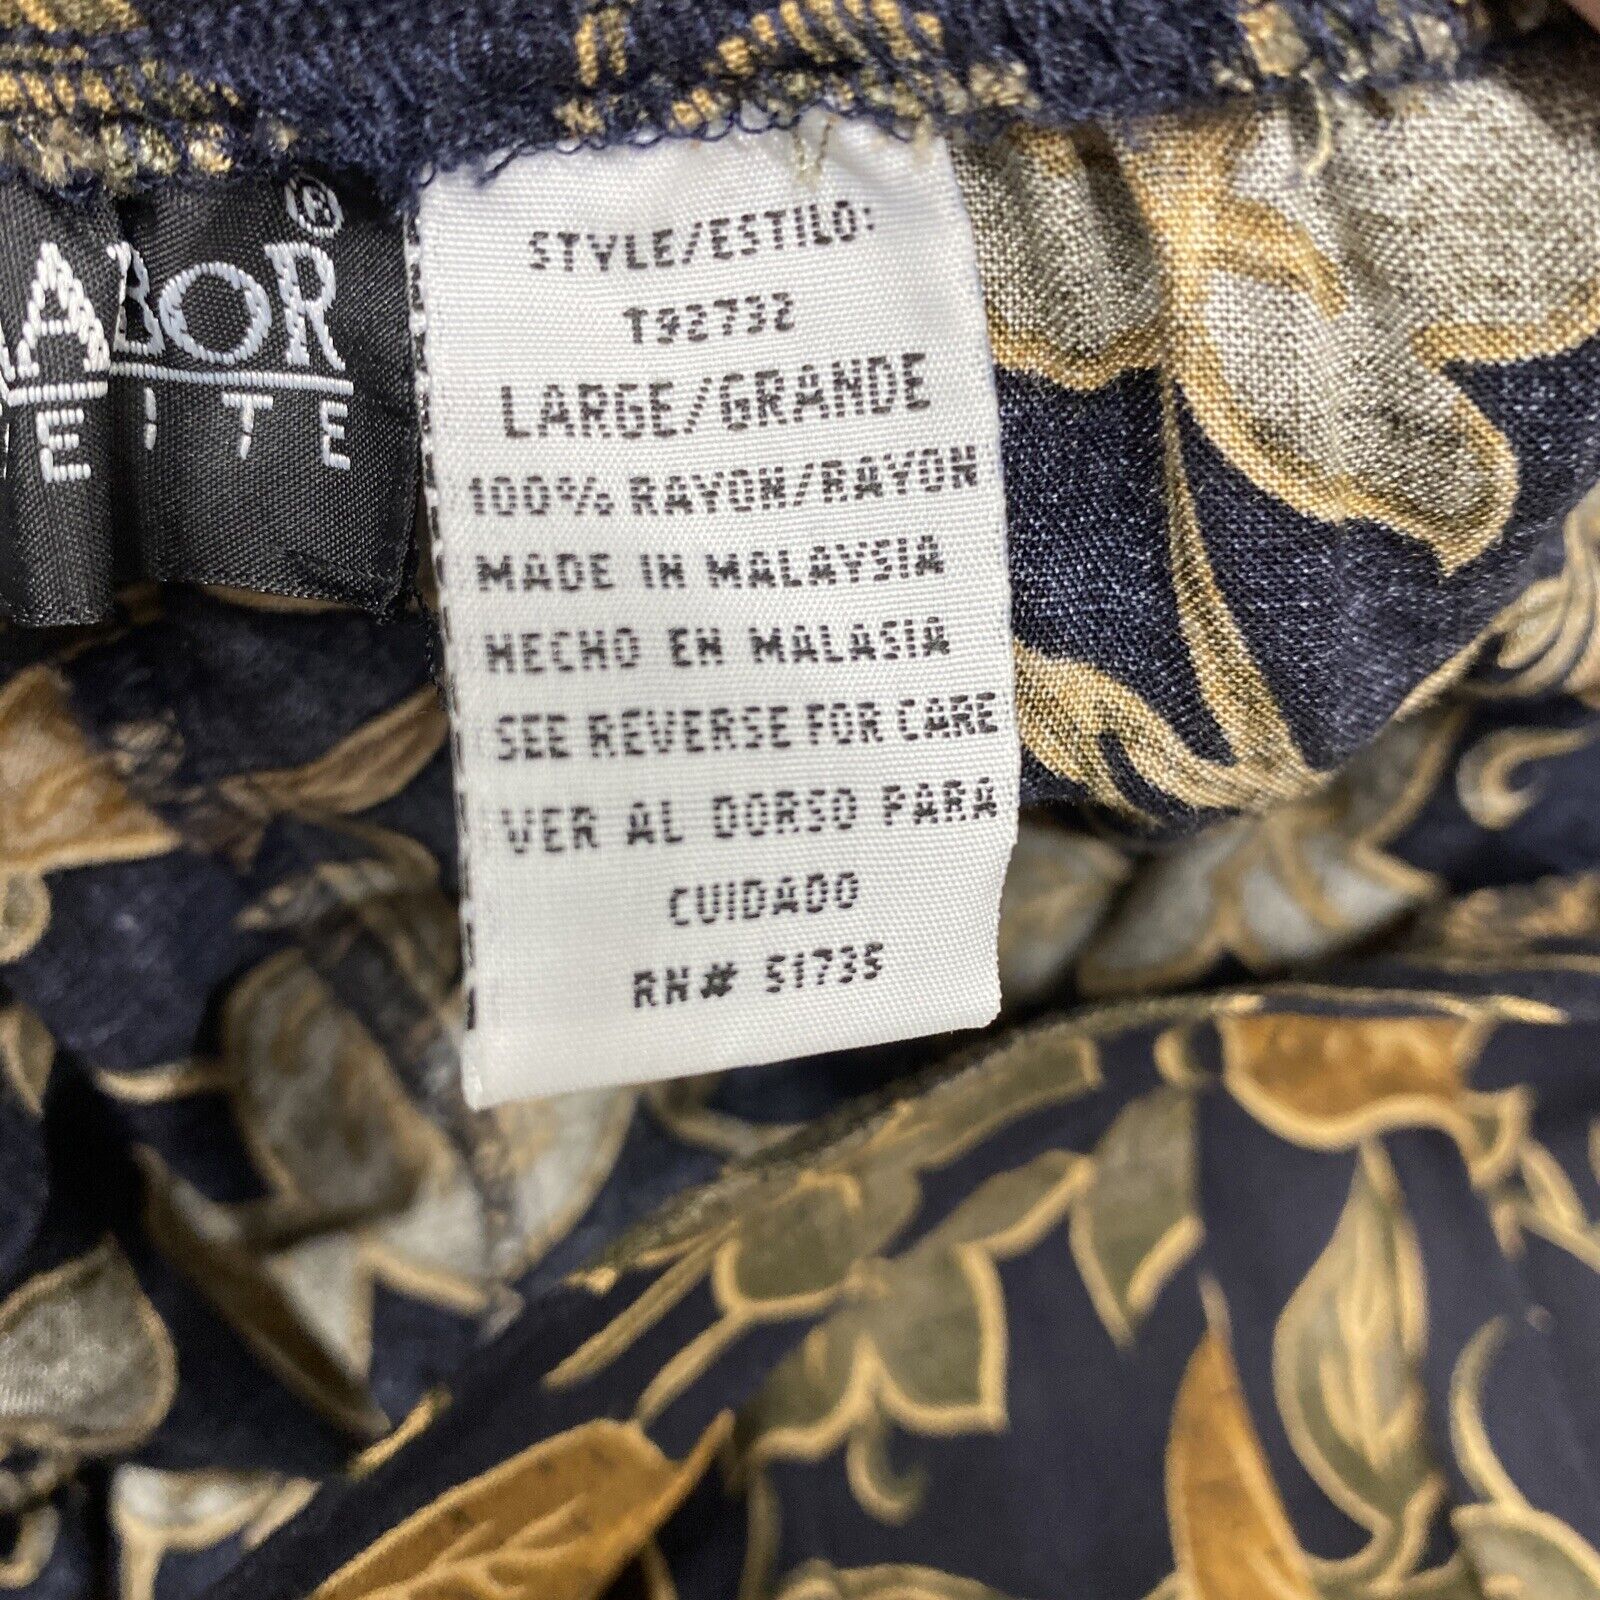 ABOR®
EITE
STYLE/ESTILO:
T92732
LARGE/GRANDE
100% RAYON/RAYON
MADE IN MALAYSIA
HECHO EN MALASIA
SEE REVERSE FOR CARE
VER AL DORSO PARA
CUIDADO
RN# 51735